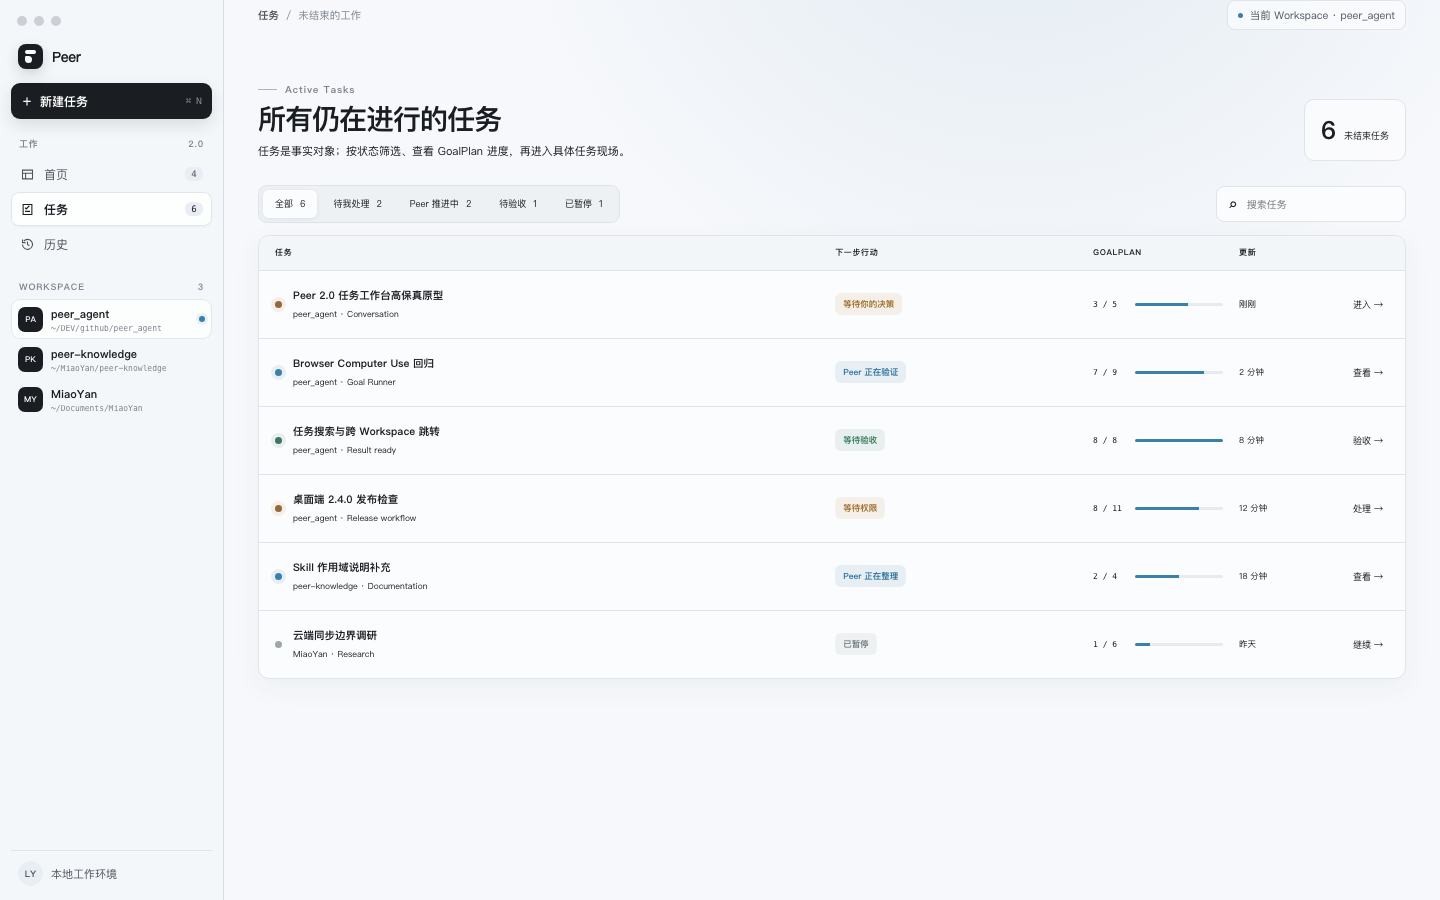 Peer
+ 新建任务 ⌘ N
工作 2.0
首页 4
任务 6
历史
WORKSPACE 3
PA peer_agent
~/DEV/github/peer_agent
PK peer-knowledge
~/MiaoYan/peer-knowledge
MY MiaoYan
~/Documents/MiaoYan
LY 本地工作环境
任务 / 未结束的工作
当前 Workspace · peer_agent
Active Tasks
所有仍在进行的任务
任务是事实对象；按状态筛选、查看 GoalPlan 进度，再进入具体任务现场。
6 未结束任务
全部 6 待我处理 2 Peer 推进中 2 待验收 1 已暂停 1
搜索任务
任务 下一步行动 GOALPLAN 更新
Peer 2.0 任务工作台高保真原型
peer_agent · Conversation
等待你的决策 3 / 5 刚刚 进入 →
Browser Computer Use 回归
peer_agent · Goal Runner
Peer 正在验证 7 / 9 2 分钟 查看 →
任务搜索与跨 Workspace 跳转
peer_agent · Result ready
等待验收 8 / 8 8 分钟 验收 →
桌面端 2.4.0 发布检查
peer_agent · Release workflow
等待权限 8 / 11 12 分钟 处理 →
Skill 作用域说明补充
peer-knowledge · Documentation
Peer 正在整理 2 / 4 18 分钟 查看 →
云端同步边界调研
MiaoYan · Research
已暂停 1 / 6 昨天 继续 →